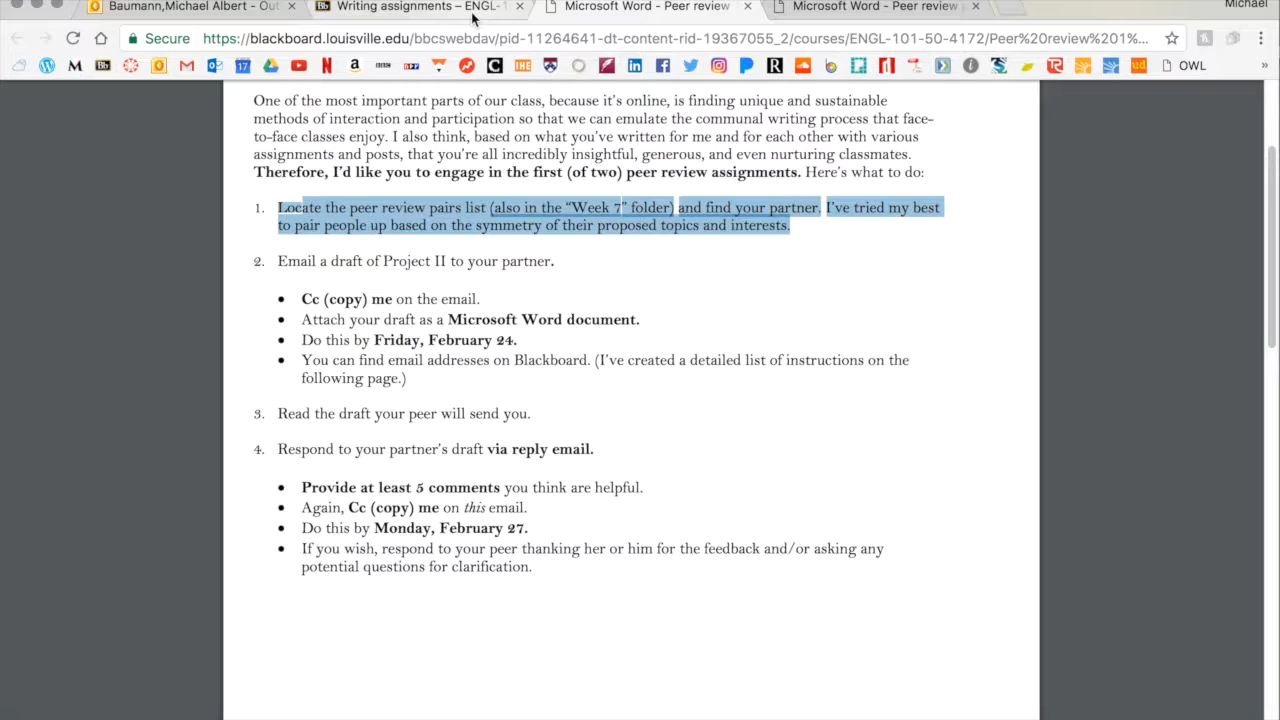 Baumann,Michael Albert - Out
Writing assignments – ENGL-1
Microsoft Word - Peer review
Microsoft Word - Peer review
Michael
Secure
https://blackboard.louisville.edu/bbcswebdav/pid-11264641-dt-content-rid-19367055_2/courses/ENGL-101-50-4172/Peer%20review%201%...
OWL
One of the most important parts of our class, because it's online, is finding unique and sustainable
methods of interaction and participation so that we can emulate the communal writing process that face-
to-face classes enjoy. I also think, based on what you've written for me and for each other with various
assignments and posts, that you're all incredibly insightful, generous, and even nurturing classmates.
Therefore, I'd like you to engage in the first (of two) peer review assignments. Here's what to do:
1. Locate the peer review pairs list (also in the “Week 7” folder) and find your partner. I've tried my best
to pair people up based on the symmetry of their proposed topics and interests.
2. Email a draft of Project II to your partner.
• Cc (copy) me on the email.
• Attach your draft as a Microsoft Word document.
• Do this by Friday, February 24.
• You can find email addresses on Blackboard. (I've created a detailed list of instructions on the
following page.)
3. Read the draft your peer will send you.
4. Respond to your partner's draft via reply email.
• Provide at least 5 comments you think are helpful.
• Again, Cc (copy) me on this email.
• Do this by Monday, February 27.
• If you wish, respond to your peer thanking her or him for the feedback and/or asking any
potential questions for clarification.